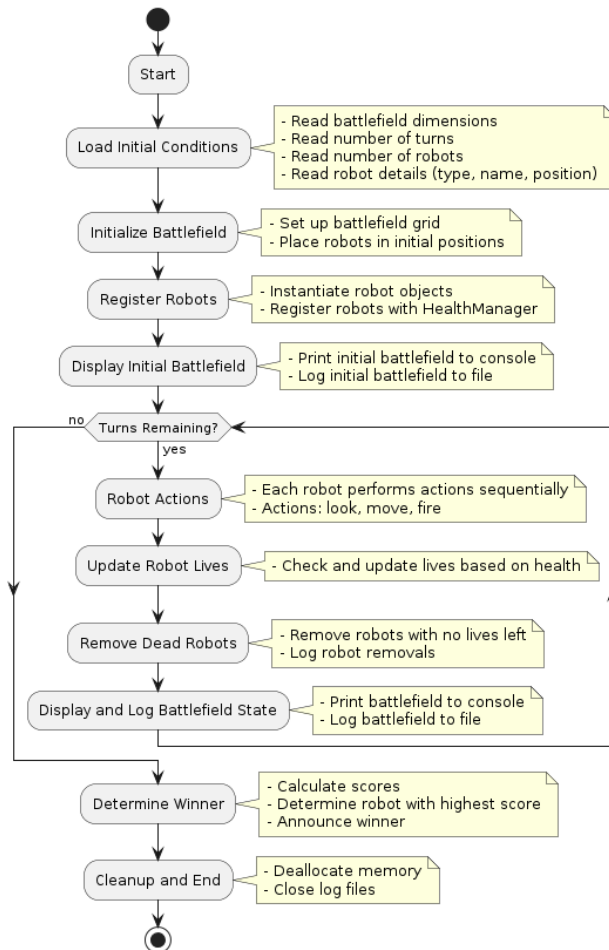 Start
Load Initial Conditions
- Read battlefield dimensions
- Read number of turns
- Read number of robots
- Read robot details (type, name, position)
Initialize Battlefield
- Set up battlefield grid
- Place robots in initial positions
Register Robots
- Instantiate robot objects
- Register robots with HealthManager
Display Initial Battlefield
- Print initial battlefield to console
- Log initial battlefield to file
no
Turns Remaining?
yes
Robot Actions
- Each robot performs actions sequentially
- Actions: look, move, fire
Update Robot Lives
- Check and update lives based on health
Remove Dead Robots
- Remove robots with no lives left
- Log robot removals
Display and Log Battlefield State
- Print battlefield to console
- Log battlefield to file
Determine Winner
- Calculate scores
- Determine robot with highest score
- Announce winner
Cleanup and End
- Deallocate memory
- Close log files